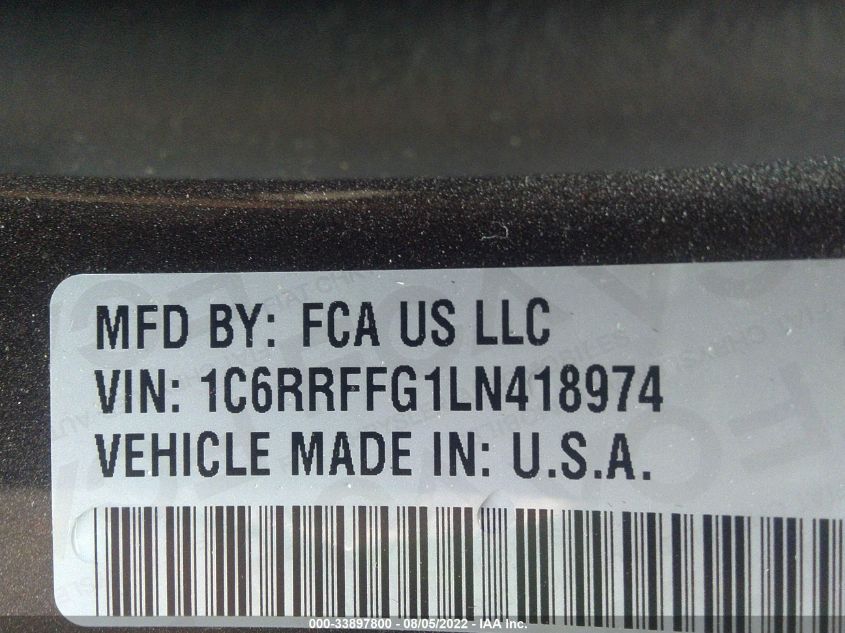 MFD BY: FCA US LLC
VIN: 1C6RRFFG1LN418974
VEHICLE MADE IN: U.S.A.
000-33897800 - 08/05/2022 - IAA Inc.